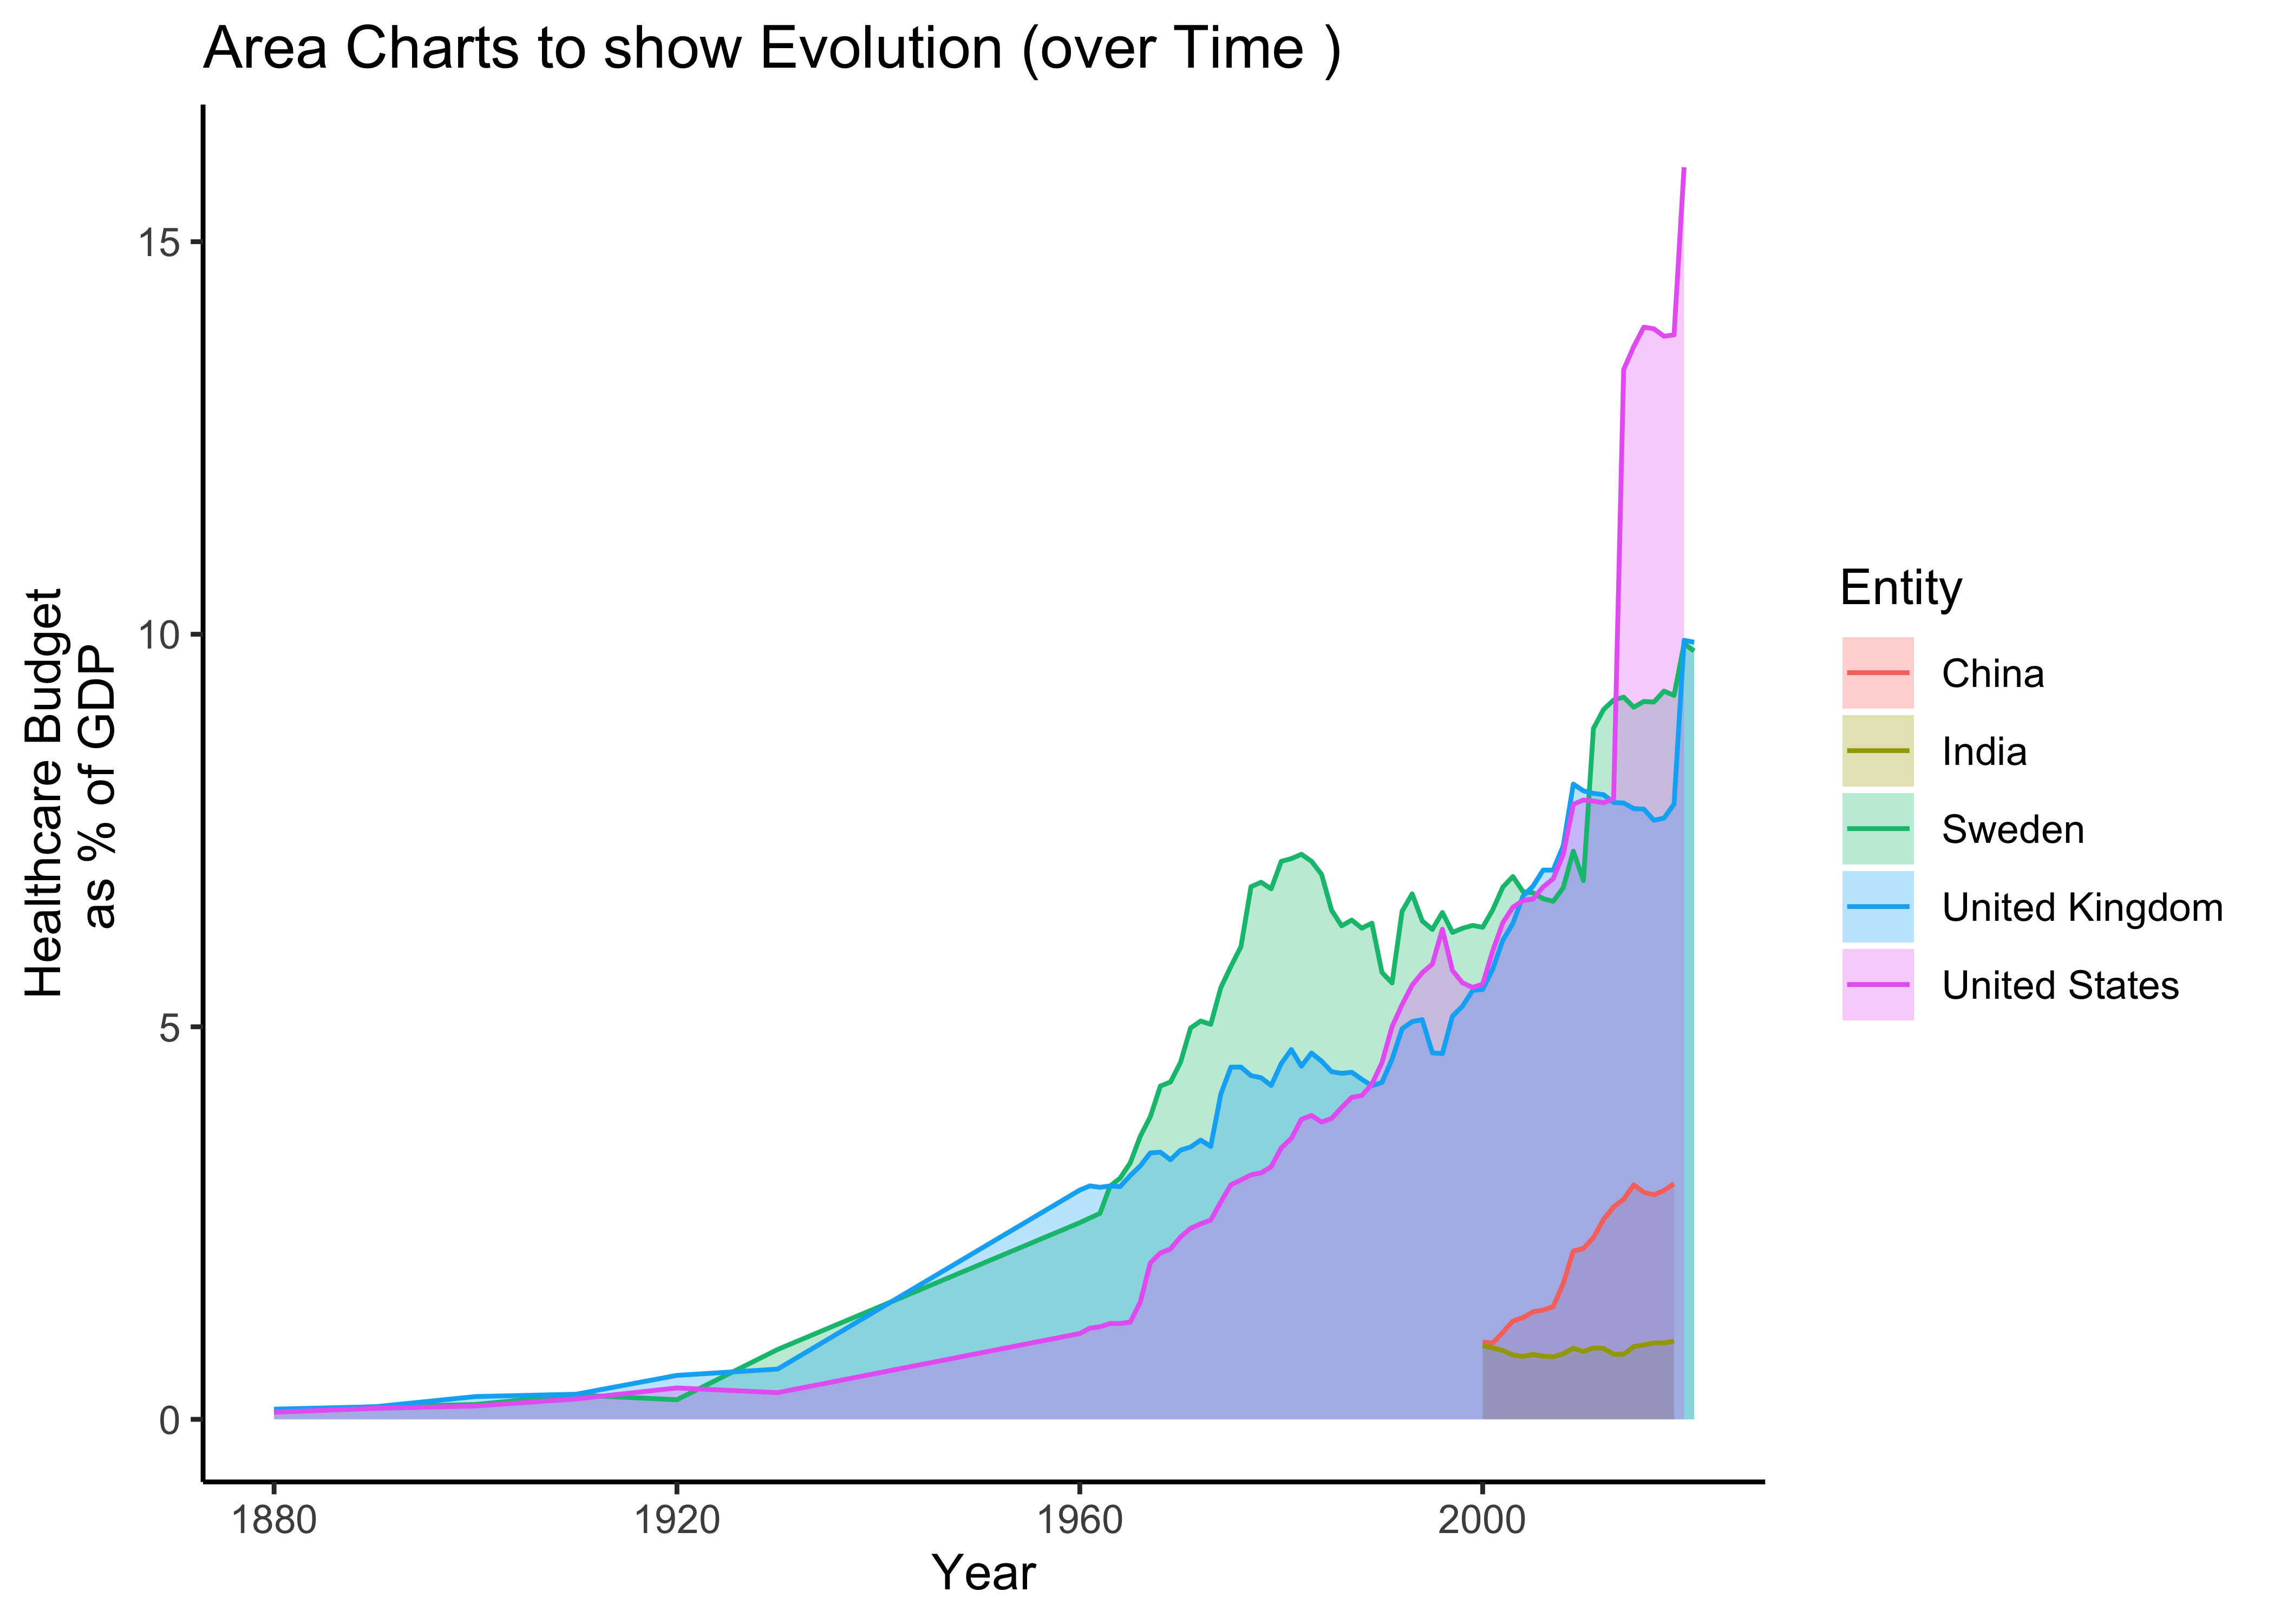 Area Charts to show Evolution (over Time )
Healthcare Budget
as % of GDP
15
10
5
0
1880
1920
1960
2000
Year
Entity
China
India
Sweden
United Kingdom
United States